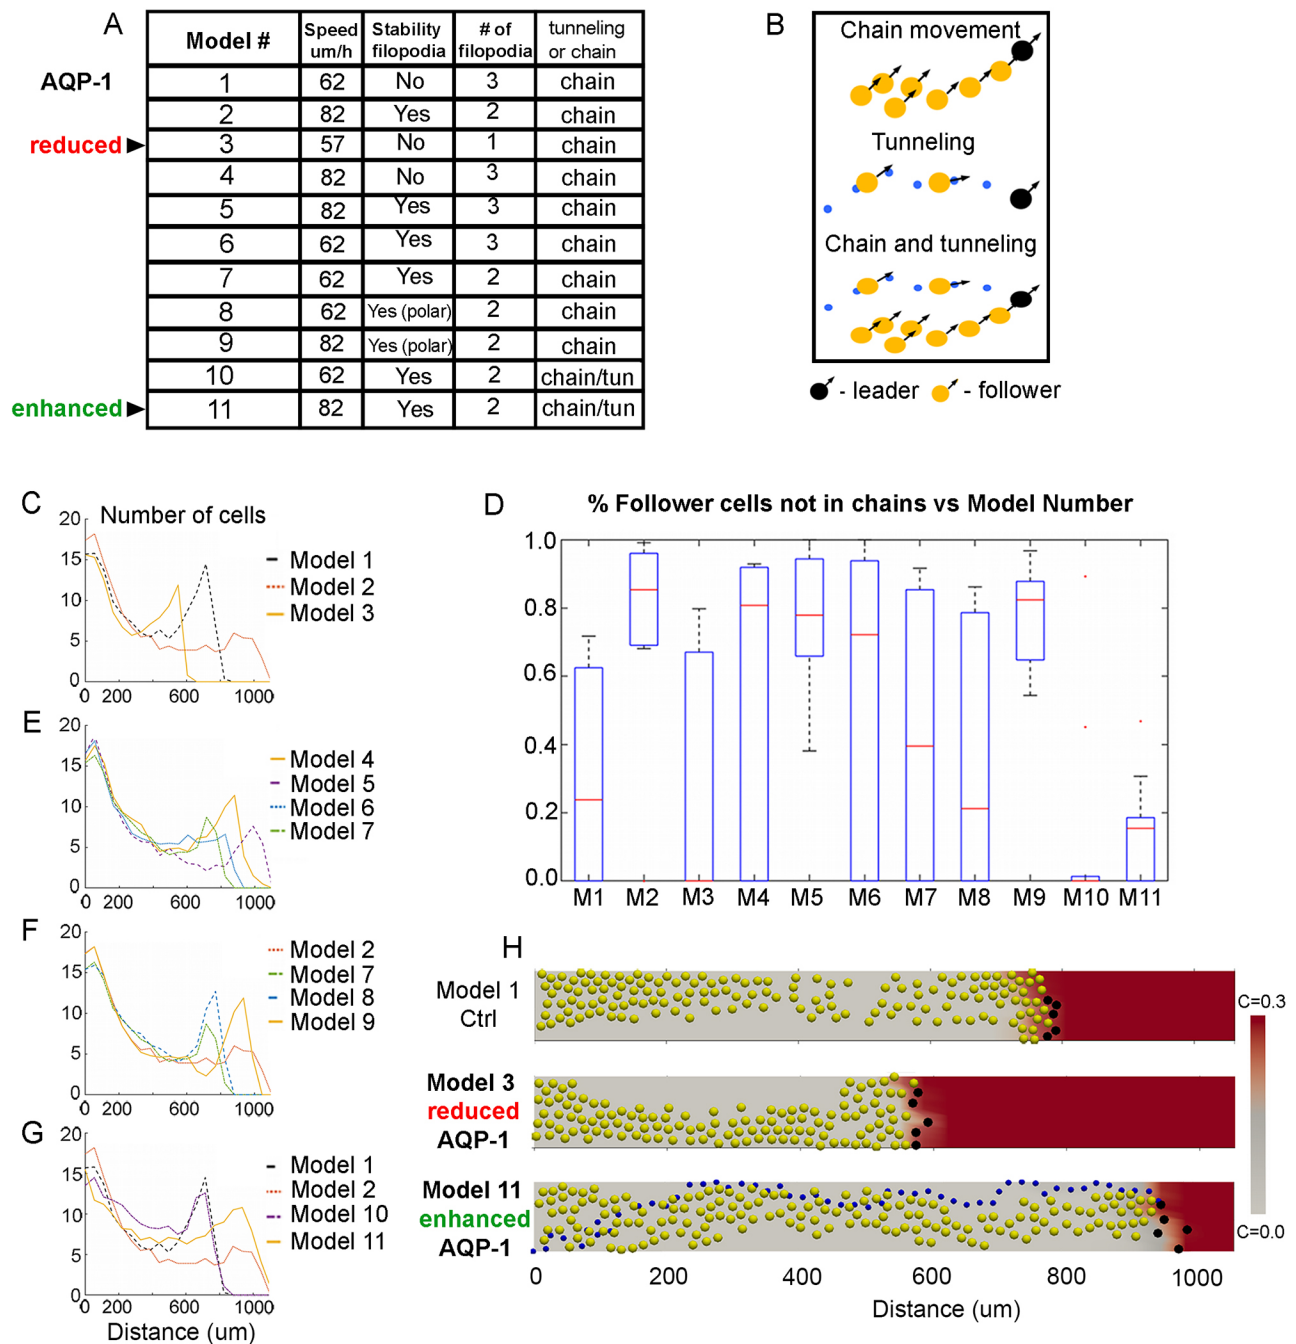 A
Model # Speed um/h Stability filopodia # of filopodia tunneling or chain
AQP-1 1 62 No 3 chain
2 82 Yes 2 chain
reduced 3 57 No 1 chain
4 82 No 3 chain
5 82 Yes 3 chain
6 62 Yes 3 chain
7 62 Yes 2 chain
8 62 Yes (polar) 2 chain
9 82 Yes (polar) 2 chain
10 62 Yes 2 chain/tun
enhanced 11 82 Yes 2 chain/tun
B
Chain movement
Tunneling
Chain and tunneling
- leader - follower
C
Number of cells
20
15
10
5
0
0 200 600 1000
Model 1
Model 2
Model 3
D
% Follower cells not in chains vs Model Number
1.0
0.8
0.6
0.4
0.2
0.0
M1 M2 M3 M4 M5 M6 M7 M8 M9 M10 M11
E
20
15
10
5
0
0 200 600 1000
Model 4
Model 5
Model 6
Model 7
F
20
15
10
5
0
0 200 600 1000
Model 2
Model 7
Model 8
Model 9
G
20
15
10
5
0
0 200 600 1000
Distance (um)
Model 1
Model 2
Model 10
Model 11
H
Model 1
Ctrl
Model 3
reduced
AQP-1
Model 11
enhanced
AQP-1
0 200 400 600 800 1000
Distance (um)
C=0.3
C=0.0